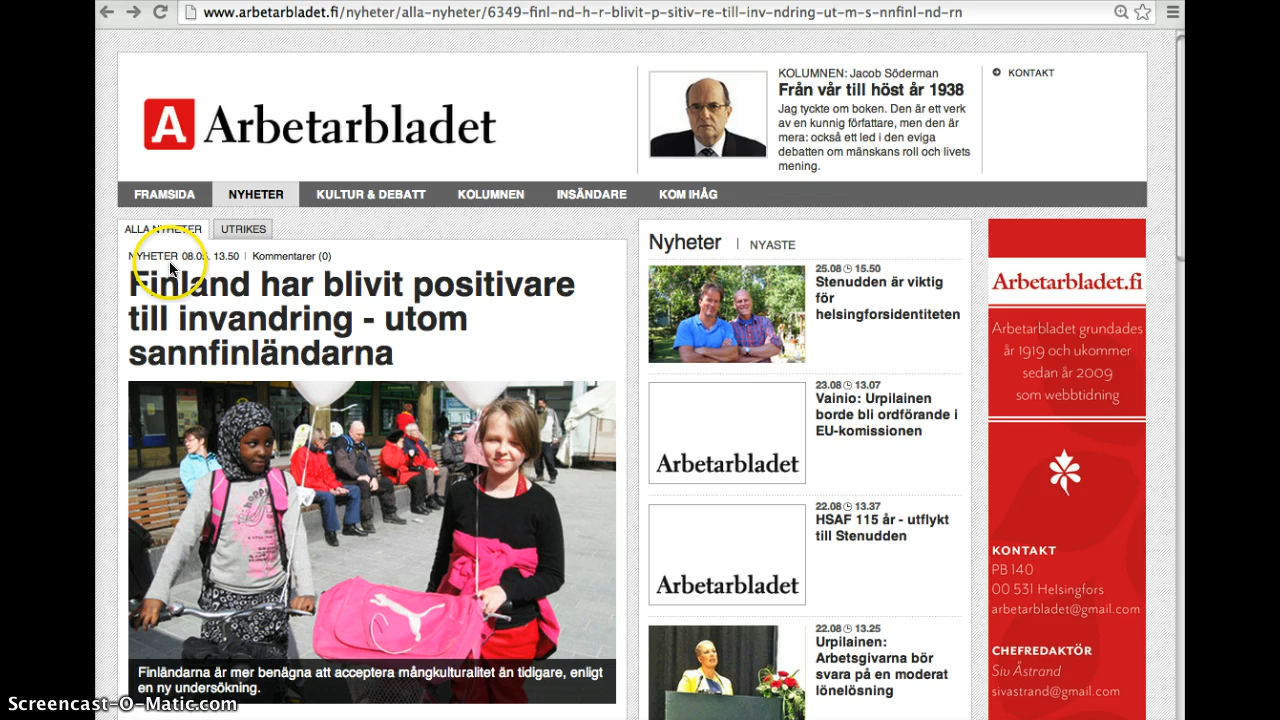 www.arbetarbladet.fi/nyheter/alla-nyheter/6349-finl-nd-h-r-blivit-p-sitiv-re-till-inv-ndring-ut-m-s-nnfinl-nd-rn
A Arbetarbladet
KOLUMNEN: Jacob Söderman
Från vår till höst år 1938
Jag tyckte om boken. Den är ett verk
av en kunnig författare, men den är
mera: också ett led i den eviga
debatten om mänskans roll och livets
mening.
KONTAKT
FRAMSIDA NYHETER KULTUR & DEBATT KOLUMNEN INSÄNDARE KOM IHÅG
ALLA NYHETER UTRIKES
NYHETER 08.05. 13.50 | Kommentarer (0)
Finland har blivit positivare
till invandring - utom
sannfinländarna
Finländarna är mer benägna att acceptera mångkulturalitet än tidigare, enligt
en ny undersökning.
Nyheter | NYASTE
25.08 15.50
Stenudden är viktig
för
helsingforsidentiteten
23.08 13.07
Vainio: Urpilainen
borde bli ordförande i
EU-komissionen
Arbetarbladet
22.08 13.37
HSAF 115 år - utflykt
till Stenudden
Arbetarbladet
22.08 13.25
Urpilainen:
Arbetsgivarna bör
svara på en moderat
lönelösning
Arbetarbladet.fi
Arbetarbladet grundades
år 1919 och ukommer
sedan år 2009
som webbtidning
KONTAKT
PB 140
00 531 Helsingfors
arbetarbladet@gmail.com
CHEFREDAKTÖR
Siv Åstrand
sivastrand@gmail.com
Screencast-O-Matic.com